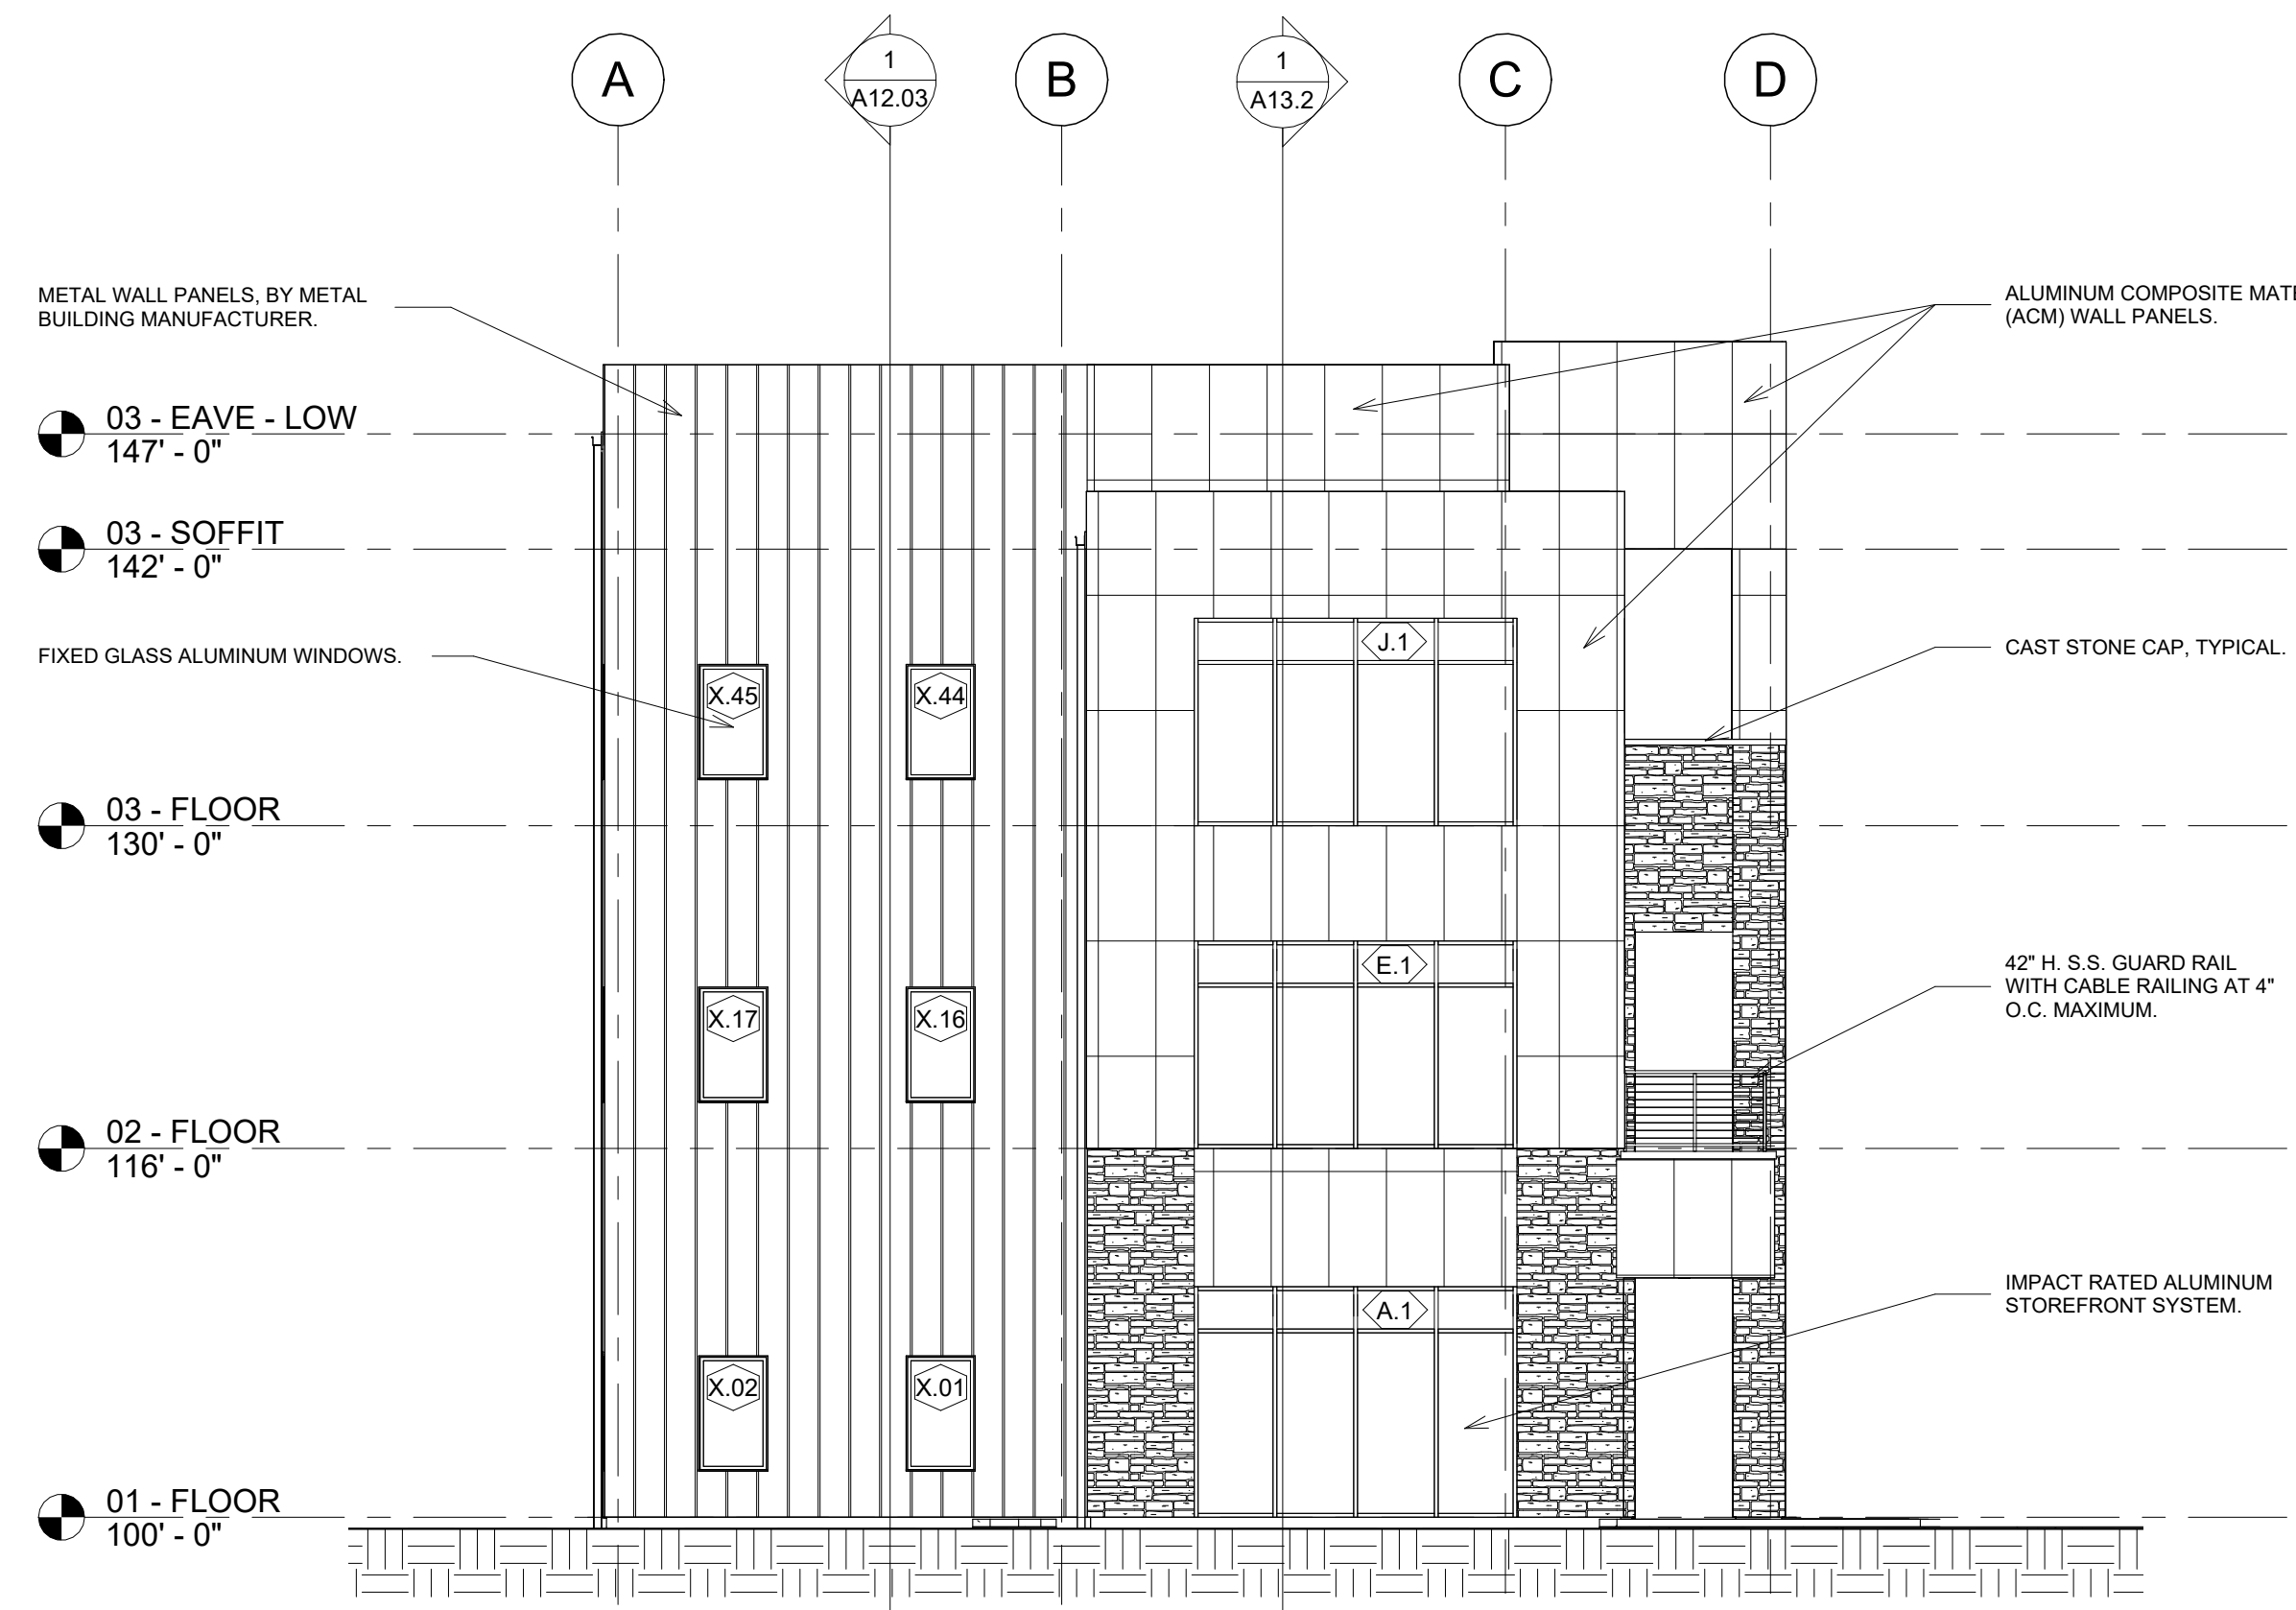 A
1
A12.03
B
1
A13.2
C
D
METAL WALL PANELS, BY METAL
BUILDING MANUFACTURER.
ALUMINUM COMPOSITE MATE
(ACM) WALL PANELS.
03 - EAVE - LOW
147' - 0"
03 - SOFFIT
142' - 0"
FIXED GLASS ALUMINUM WINDOWS.
J.1
CAST STONE CAP, TYPICAL.
X.45
X.44
03 - FLOOR
130' - 0"
E.1
42" H. S.S. GUARD RAIL
WITH CABLE RAILING AT 4"
O.C. MAXIMUM.
X.17
X.16
02 - FLOOR
116' - 0"
IMPACT RATED ALUMINUM
STOREFRONT SYSTEM.
A.1
X.02
X.01
01 - FLOOR
100' - 0"